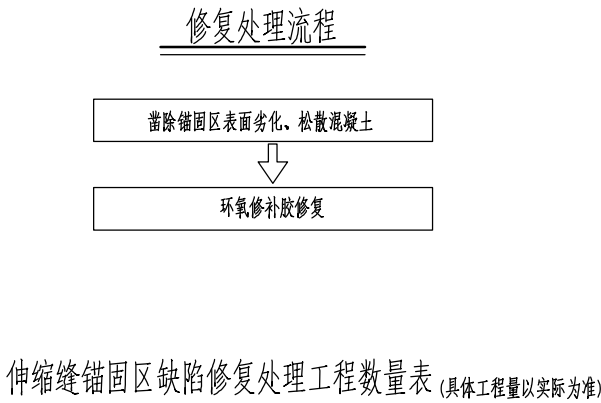 修复处理流程
凿除锚固区表面劣化、松散混凝土
环氧修补胶修复
伸缩缝锚固区缺陷修复处理工程数量表(具体工程量以实际为准)